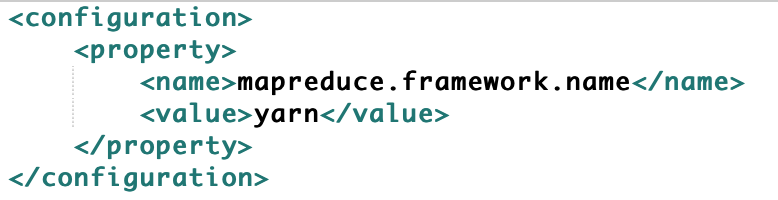 <configuration>
<property>
<name>mapreduce.framework.name</name>
<value>yarn</value>
</property>
</configuration>